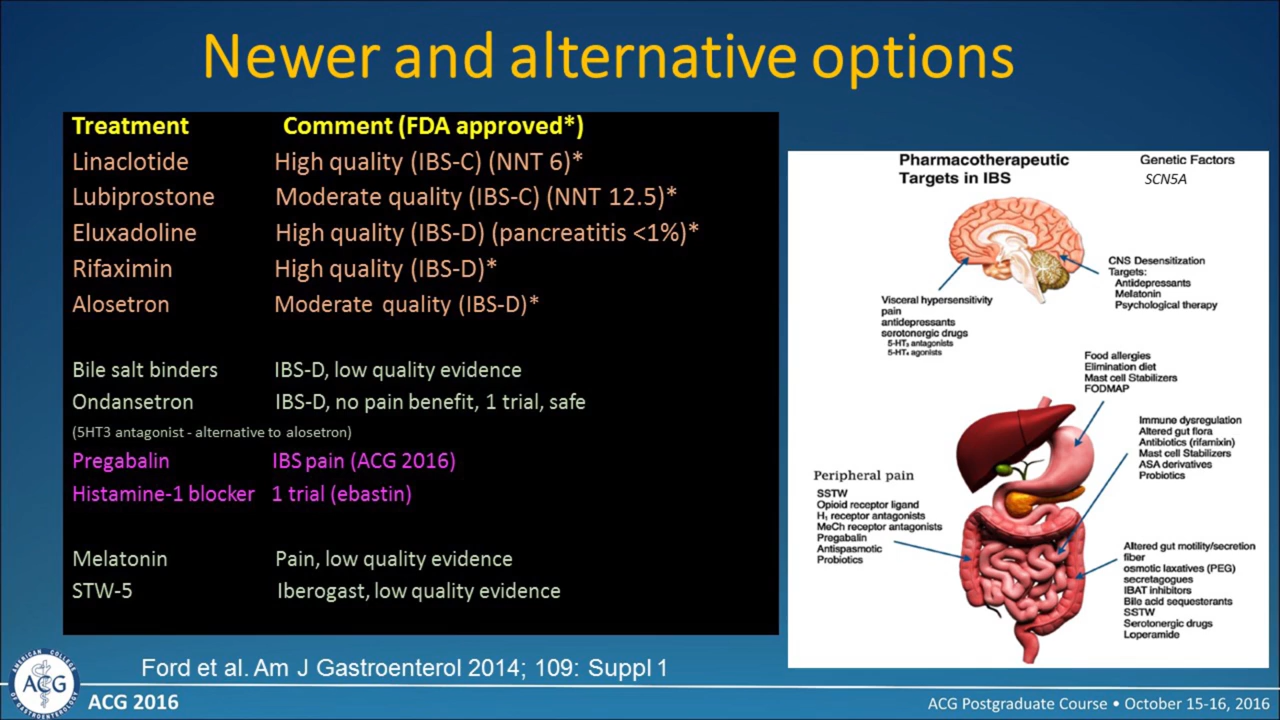 Newer and alternative options
Treatment Comment (FDA approved*)
Linaclotide High quality (IBS-C) (NNT 6)*
Lubiprostone Moderate quality (IBS-C) (NNT 12.5)*
Eluxadoline High quality (IBS-D) (pancreatitis <1%)*
Rifaximin High quality (IBS-D)*
Alosetron Moderate quality (IBS-D)*
Bile salt binders IBS-D, low quality evidence
Ondansetron IBS-D, no pain benefit, 1 trial, safe
(5HT3 antagonist - alternative to alosetron)
Pregabalin IBS pain (ACG 2016)
Histamine-1 blocker 1 trial (ebastin)
Melatonin Pain, low quality evidence
STW-5 Iberogast, low quality evidence
Pharmacotherapeutic
Targets in IBS
Genetic Factors
SCN5A
CNS Desensitization
Targets:
Antidepressants
Melatonin
Psychological therapy
Visceral hypersensitivity
pain
antidepressants
serotonergic drugs
5-HT₃ antagonists
5-HT₄ agonists
Food allergies
Elimination diet
Mast cell Stabilizers
FODMAP
Immune dysregulation
Altered gut flora
Antibiotics (rifamixin)
Mast cell Stabilizers
ASA derivatives
Probiotics
Peripheral pain
SSTW
Opioid receptor ligand
H₁ receptor antagonists
MeCh receptor antagonists
Pregabalin
Antispasmotic
Probiotics
Altered gut motility/secretion
fiber
osmotic laxatives (PEG)
secretagogues
IBAT inhibitors
Bile acid sequesterants
SSTW
Serotonergic drugs
Loperamide
Ford et al. Am J Gastroenterol 2014; 109: Suppl 1
AMERICAN COLLEGE OF GASTROENTEROLOGY
ACG
ACG 2016
ACG Postgraduate Course • October 15-16, 2016